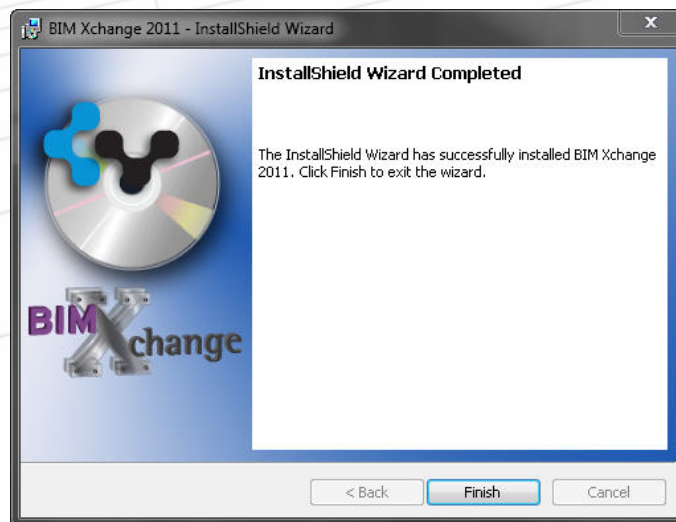 BIM Xchange 2011 - InstallShield Wizard
x
InstallShield Wizard Completed
The InstallShield Wizard has successfully installed BIM Xchange
2011. Click Finish to exit the wizard.
BIM
Xchange
< Back
Finish
Cancel